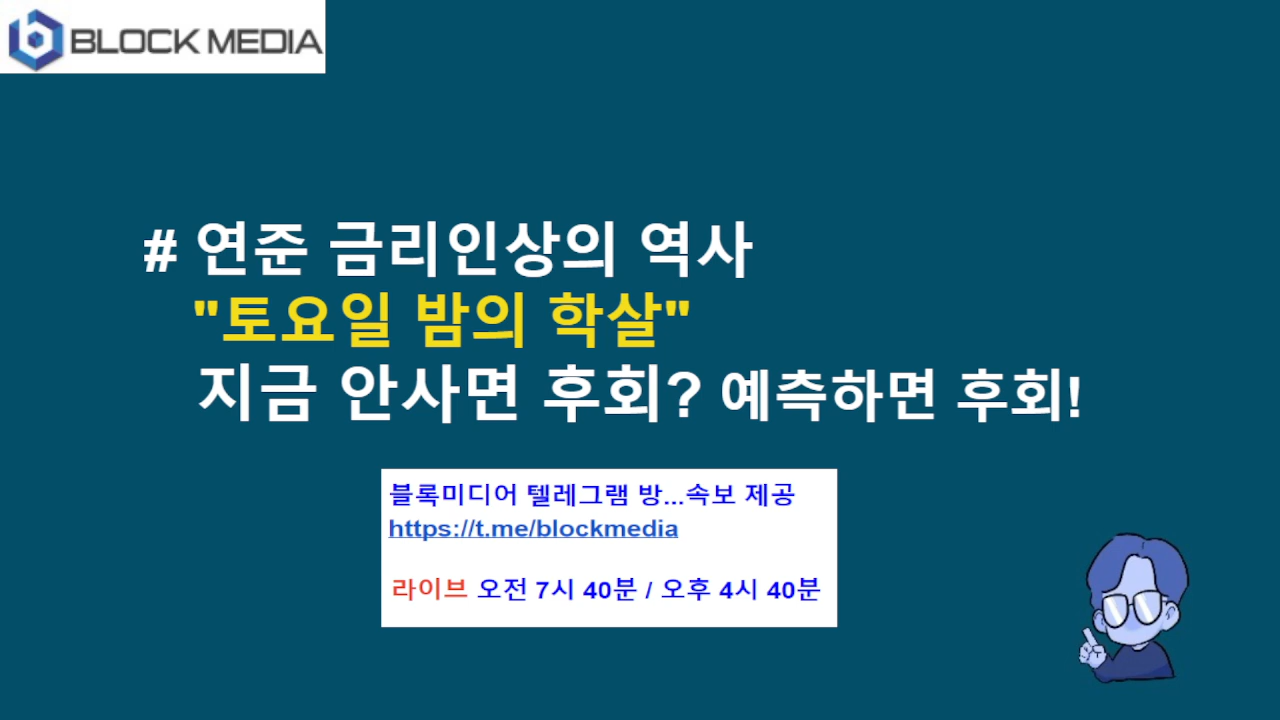 BLOCK MEDIA
# 연준 금리인상의 역사
"토요일 밤의 학살"
지금 안사면 후회? 예측하면 후회!
블록미디어 텔레그램 방...속보 제공
https://t.me/blockmedia
라이브 오전 7시 40분 / 오후 4시 40분